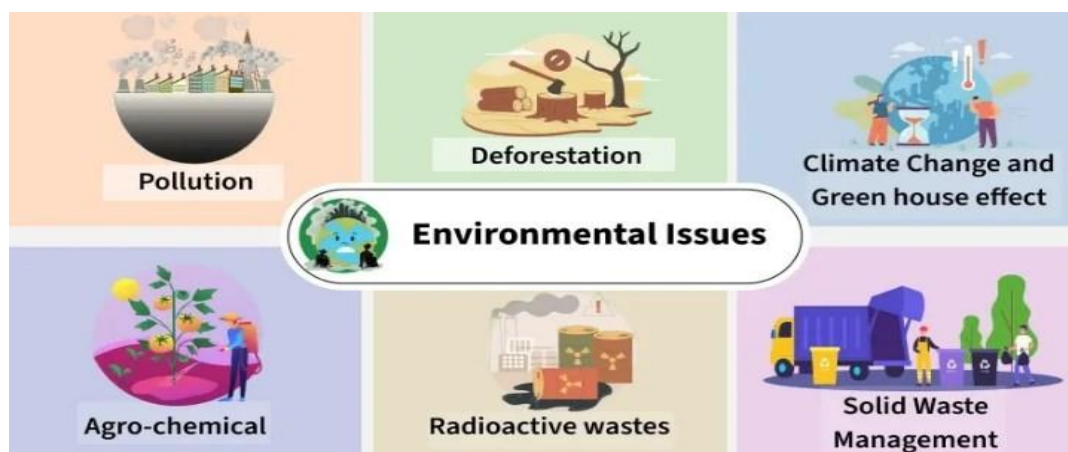 Pollution
Deforestation
Climate Change and
Green house effect
Environmental Issues
Agro-chemical
Radioactive wastes
Solid Waste
Management